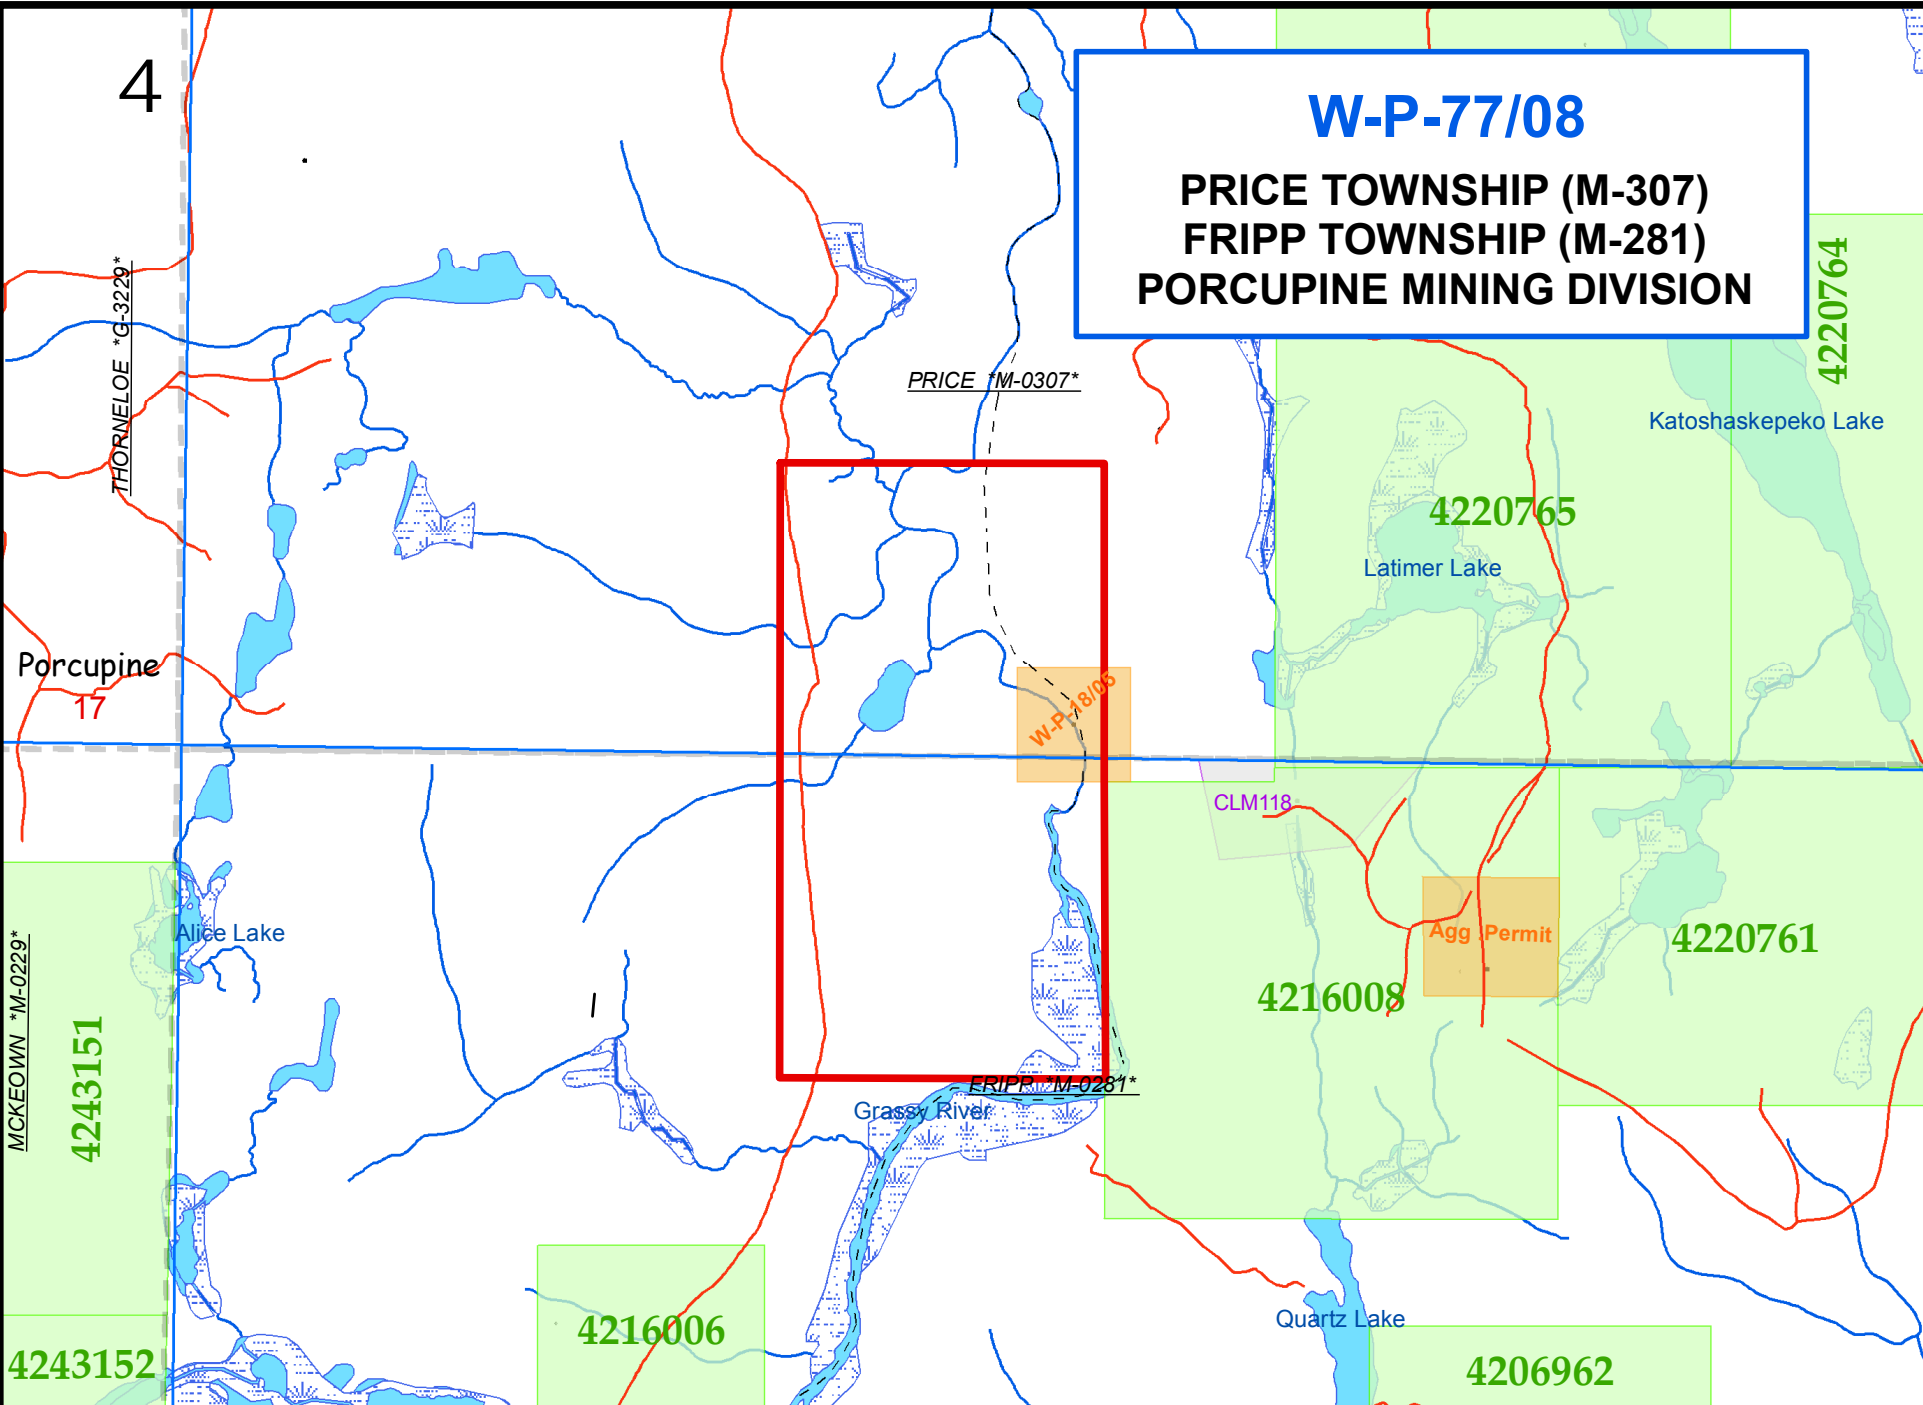 4
W-P-77/08
PRICE TOWNSHIP (M-307)
FRIPP TOWNSHIP (M-281)
PORCUPINE MINING DIVISION
THORNELOE *G-3229*
PRICE *M-0307*
4220764
Katoshaskepeko Lake
4220765
Latimer Lake
Porcupine
17
W-P-18/05
CLM118
Alice Lake
MCKEOWN *M-0229*
4243151
Agg Permit
4220761
4216008
FRIPP *M-0281*
Grassy River
4216006
Quartz Lake
4243152
4206962